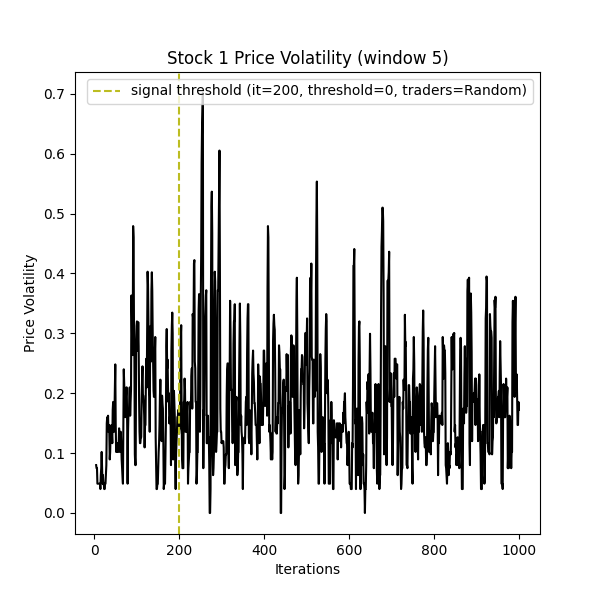 Stock 1 Price Volatility (window 5)
signal threshold (it=200, threshold=0, traders=Random)
Price Volatility
0.7
0.6
0.5
0.4
0.3
0.2
0.1
0.0
0 200 400 600 800 1000
Iterations